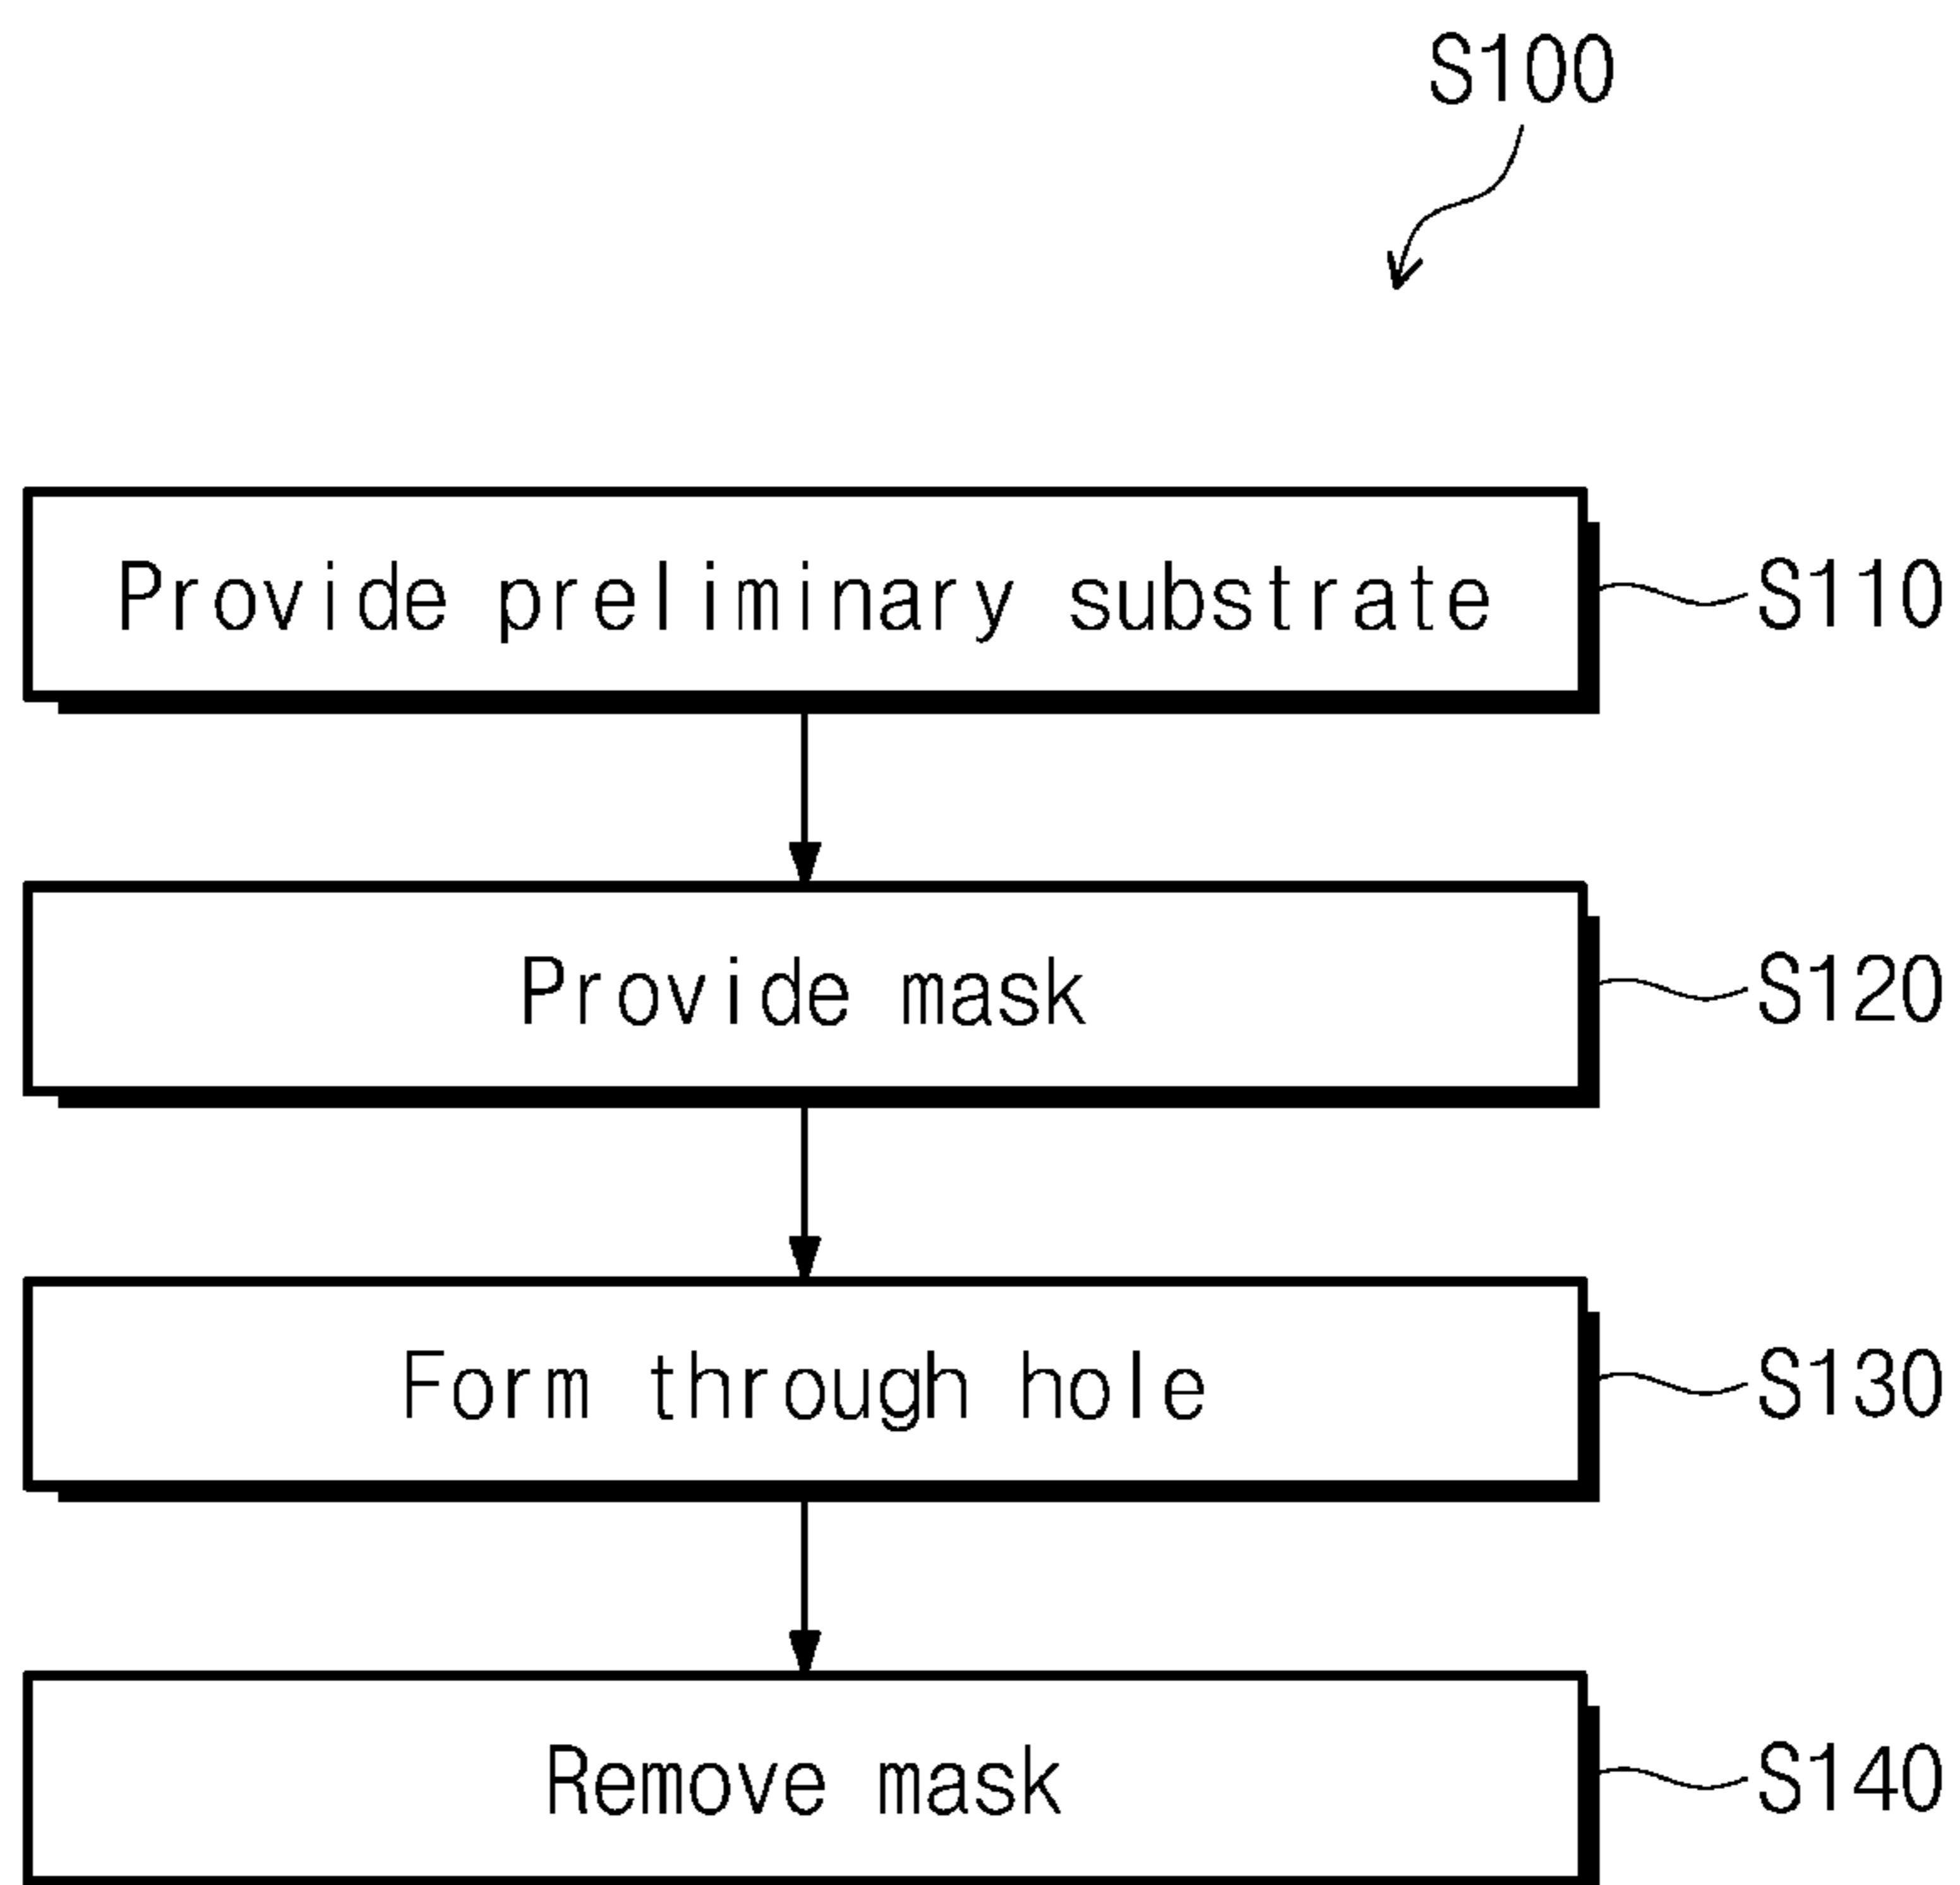 S100
Provide preliminary substrate S110
Provide mask S120
Form through hole S130
Remove mask S140